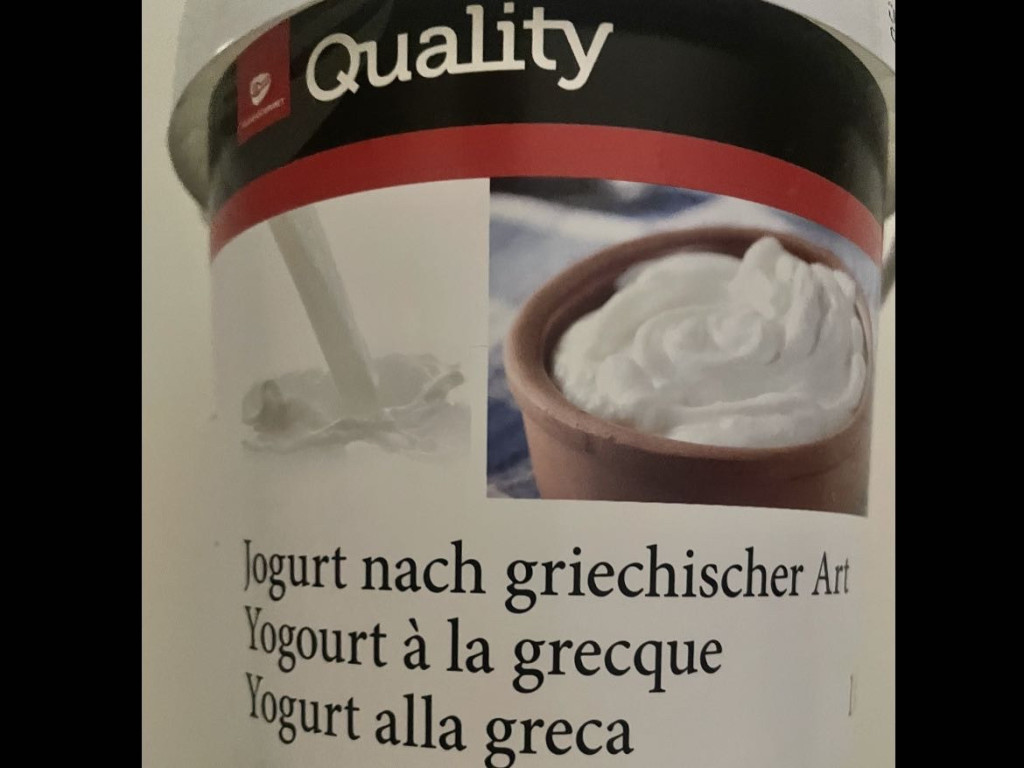 Quality
Jogurt nach griechischer Art
Yogourt à la grecque
Yogurt alla greca